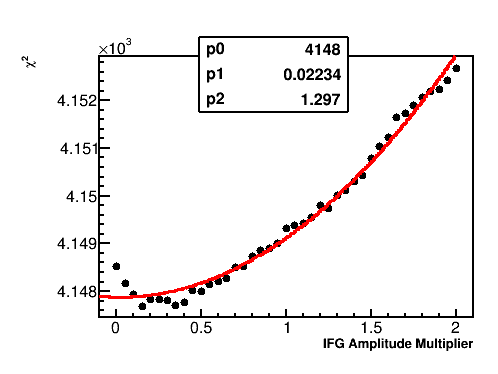 ×10³
χ²
p0 4148
p1 0.02234
p2 1.297
4.152
4.151
4.15
4.149
4.148
0 0.5 1 1.5 2
IFG Amplitude Multiplier